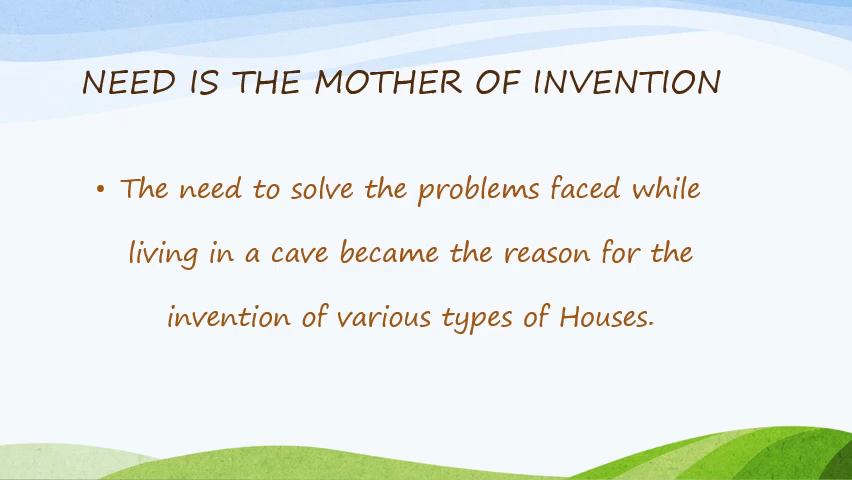 NEED IS THE MOTHER OF INVENTION
• The need to solve the problems faced while
living in a cave became the reason for the
invention of various types of Houses.